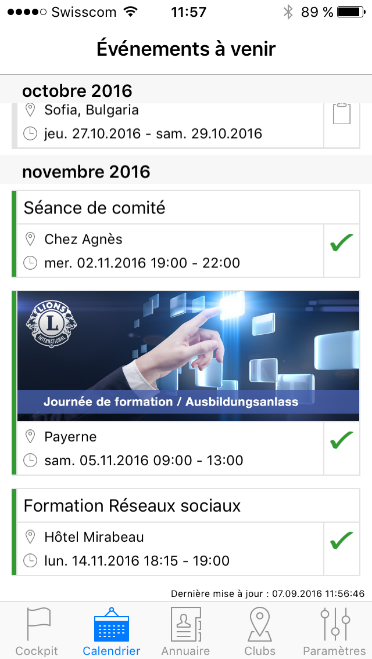 Swisscom 11:57 89 %
Événements à venir
octobre 2016
Sofia, Bulgaria
jeu. 27.10.2016 - sam. 29.10.2016
novembre 2016
Séance de comité
Chez Agnès
mer. 02.11.2016 19:00 - 22:00
LIONS
L
INTERNATIONAL
Journée de formation / Ausbildungsanlass
Payerne
sam. 05.11.2016 09:00 - 13:00
Formation Réseaux sociaux
Hôtel Mirabeau
lun. 14.11.2016 18:15 - 19:00
Dernière mise à jour : 07.09.2016 11:56:46
Cockpit Calendrier Annuaire Clubs Paramètres